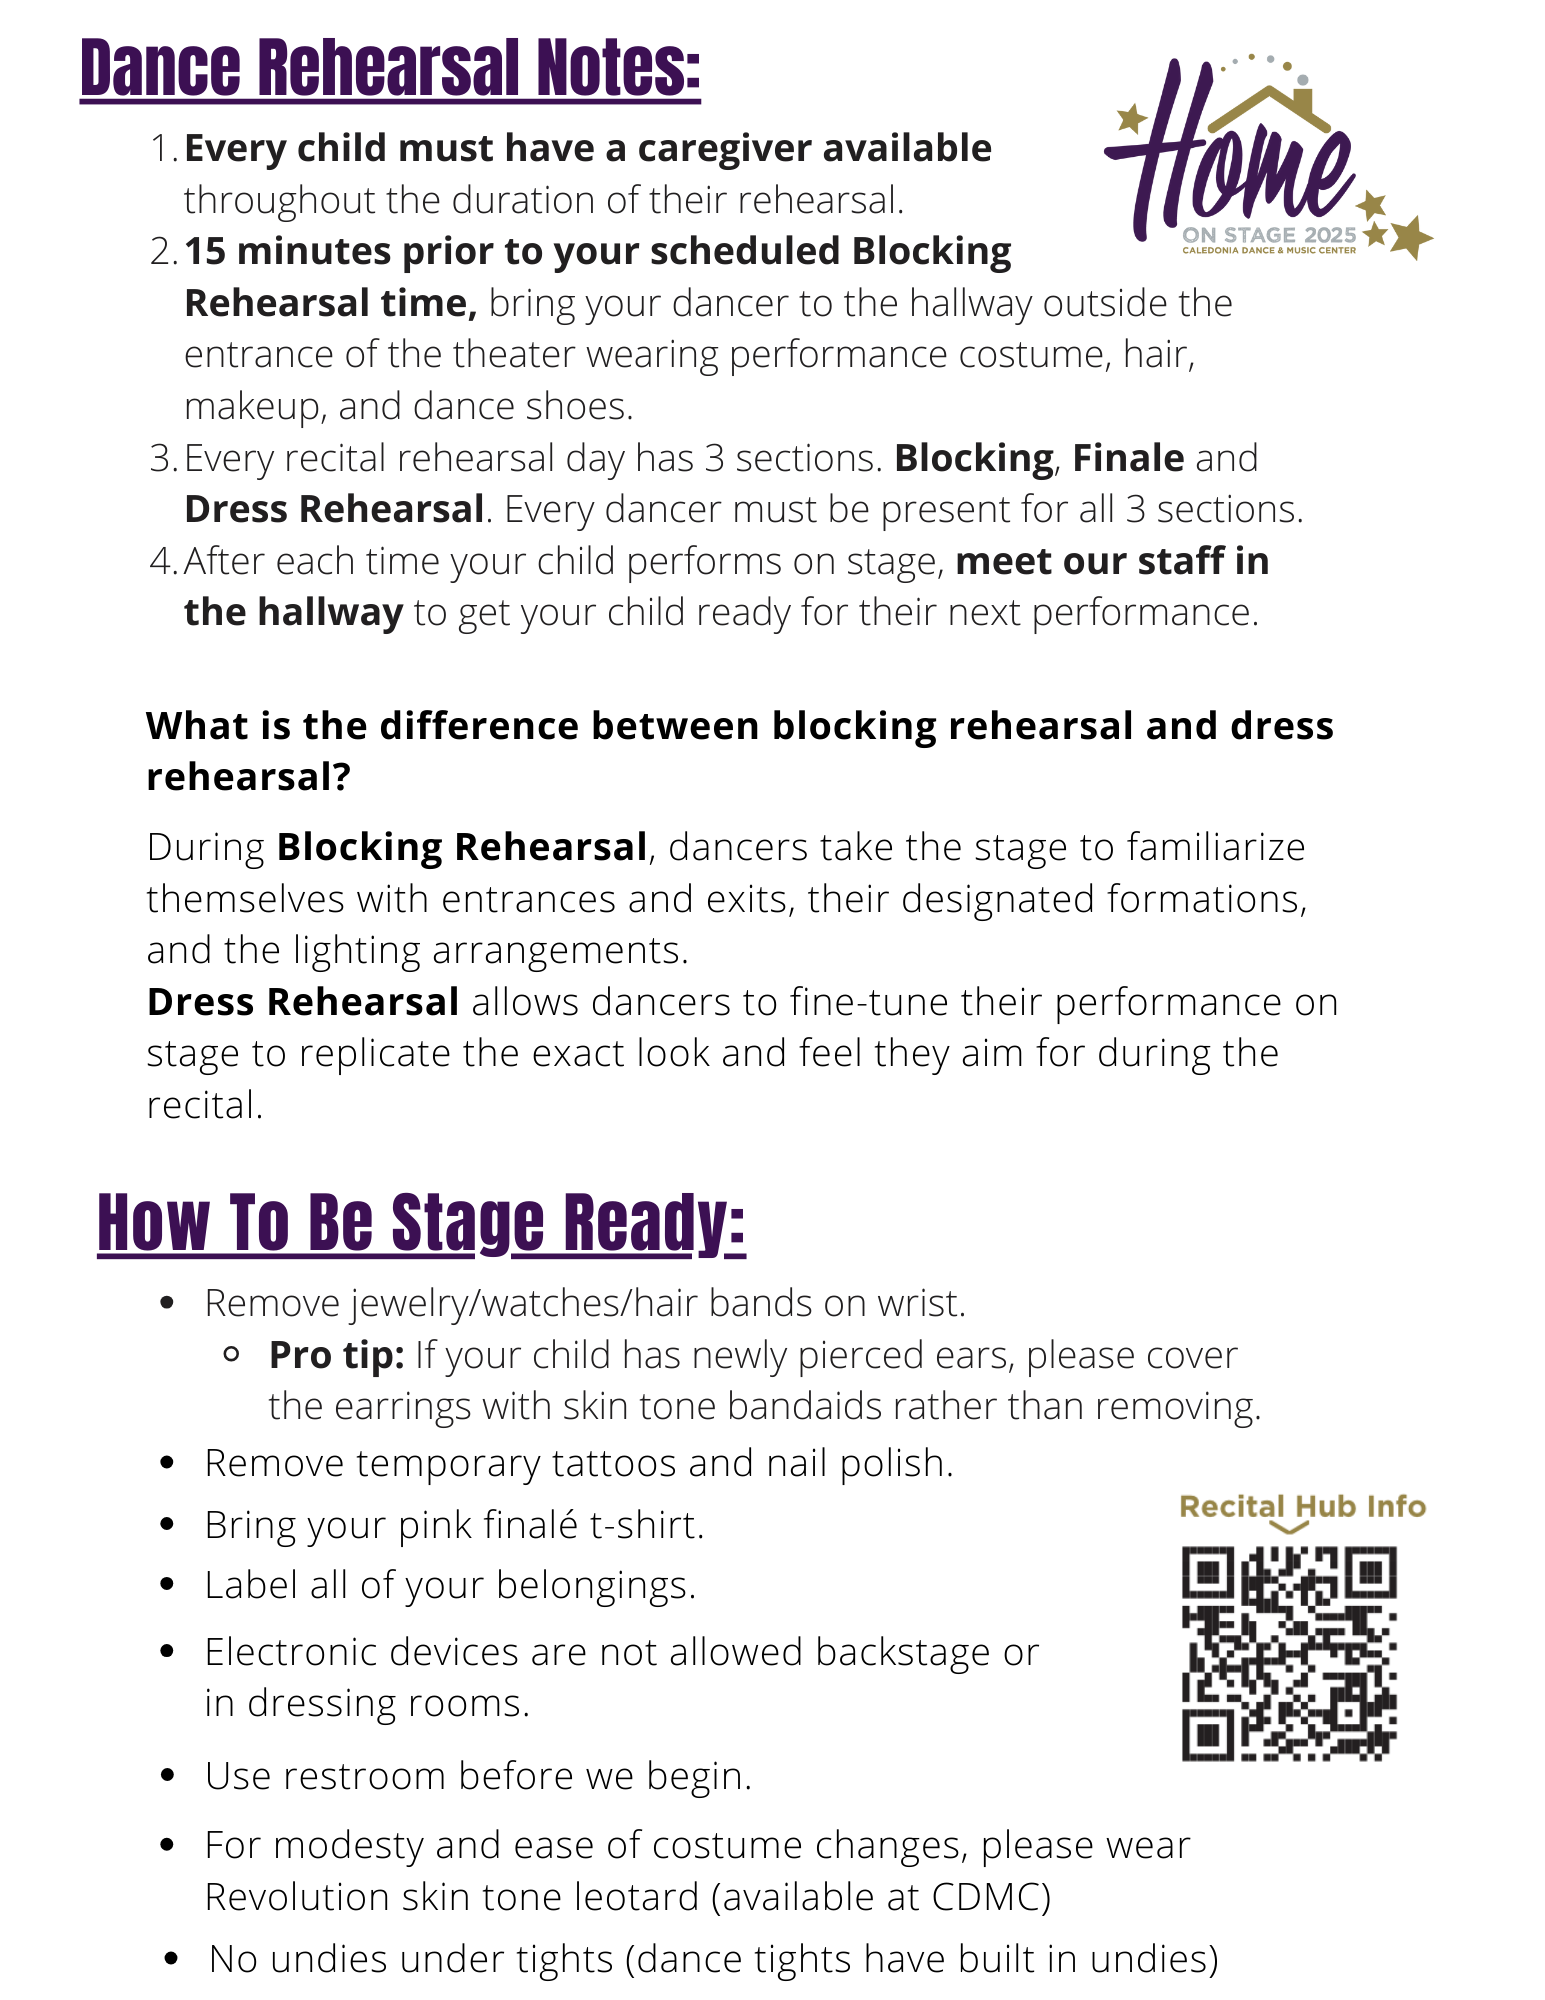 Dance Rehearsal Notes:
Home
ON STAGE 2025
CALEDONIA DANCE & MUSIC CENTER
1. Every child must have a caregiver available
throughout the duration of their rehearsal.
2. 15 minutes prior to your scheduled Blocking
Rehearsal time, bring your dancer to the hallway outside the
entrance of the theater wearing performance costume, hair,
makeup, and dance shoes.
3. Every recital rehearsal day has 3 sections. Blocking, Finale and
Dress Rehearsal. Every dancer must be present for all 3 sections.
4. After each time your child performs on stage, meet our staff in
the hallway to get your child ready for their next performance.
What is the difference between blocking rehearsal and dress
rehearsal?
During Blocking Rehearsal, dancers take the stage to familiarize
themselves with entrances and exits, their designated formations,
and the lighting arrangements.
Dress Rehearsal allows dancers to fine-tune their performance on
stage to replicate the exact look and feel they aim for during the
recital.
How To Be Stage Ready:
• Remove jewelry/watches/hair bands on wrist.
○ Pro tip: If your child has newly pierced ears, please cover
the earrings with skin tone bandaids rather than removing.
• Remove temporary tattoos and nail polish.
• Bring your pink finalé t-shirt.
• Label all of your belongings.
• Electronic devices are not allowed backstage or
in dressing rooms.
• Use restroom before we begin.
• For modesty and ease of costume changes, please wear
Revolution skin tone leotard (available at CDMC)
• No undies under tights (dance tights have built in undies)
Recital Hub Info